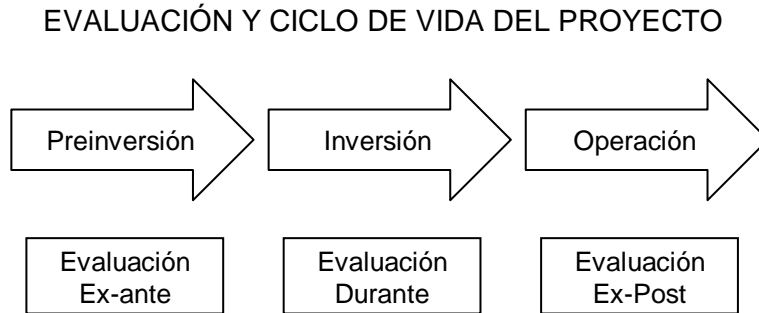 EVALUACIÓN Y CICLO DE VIDA DEL PROYECTO
Preinversión
Inversión
Operación
Evaluación
Ex-ante
Evaluación
Durante
Evaluación
Ex-Post